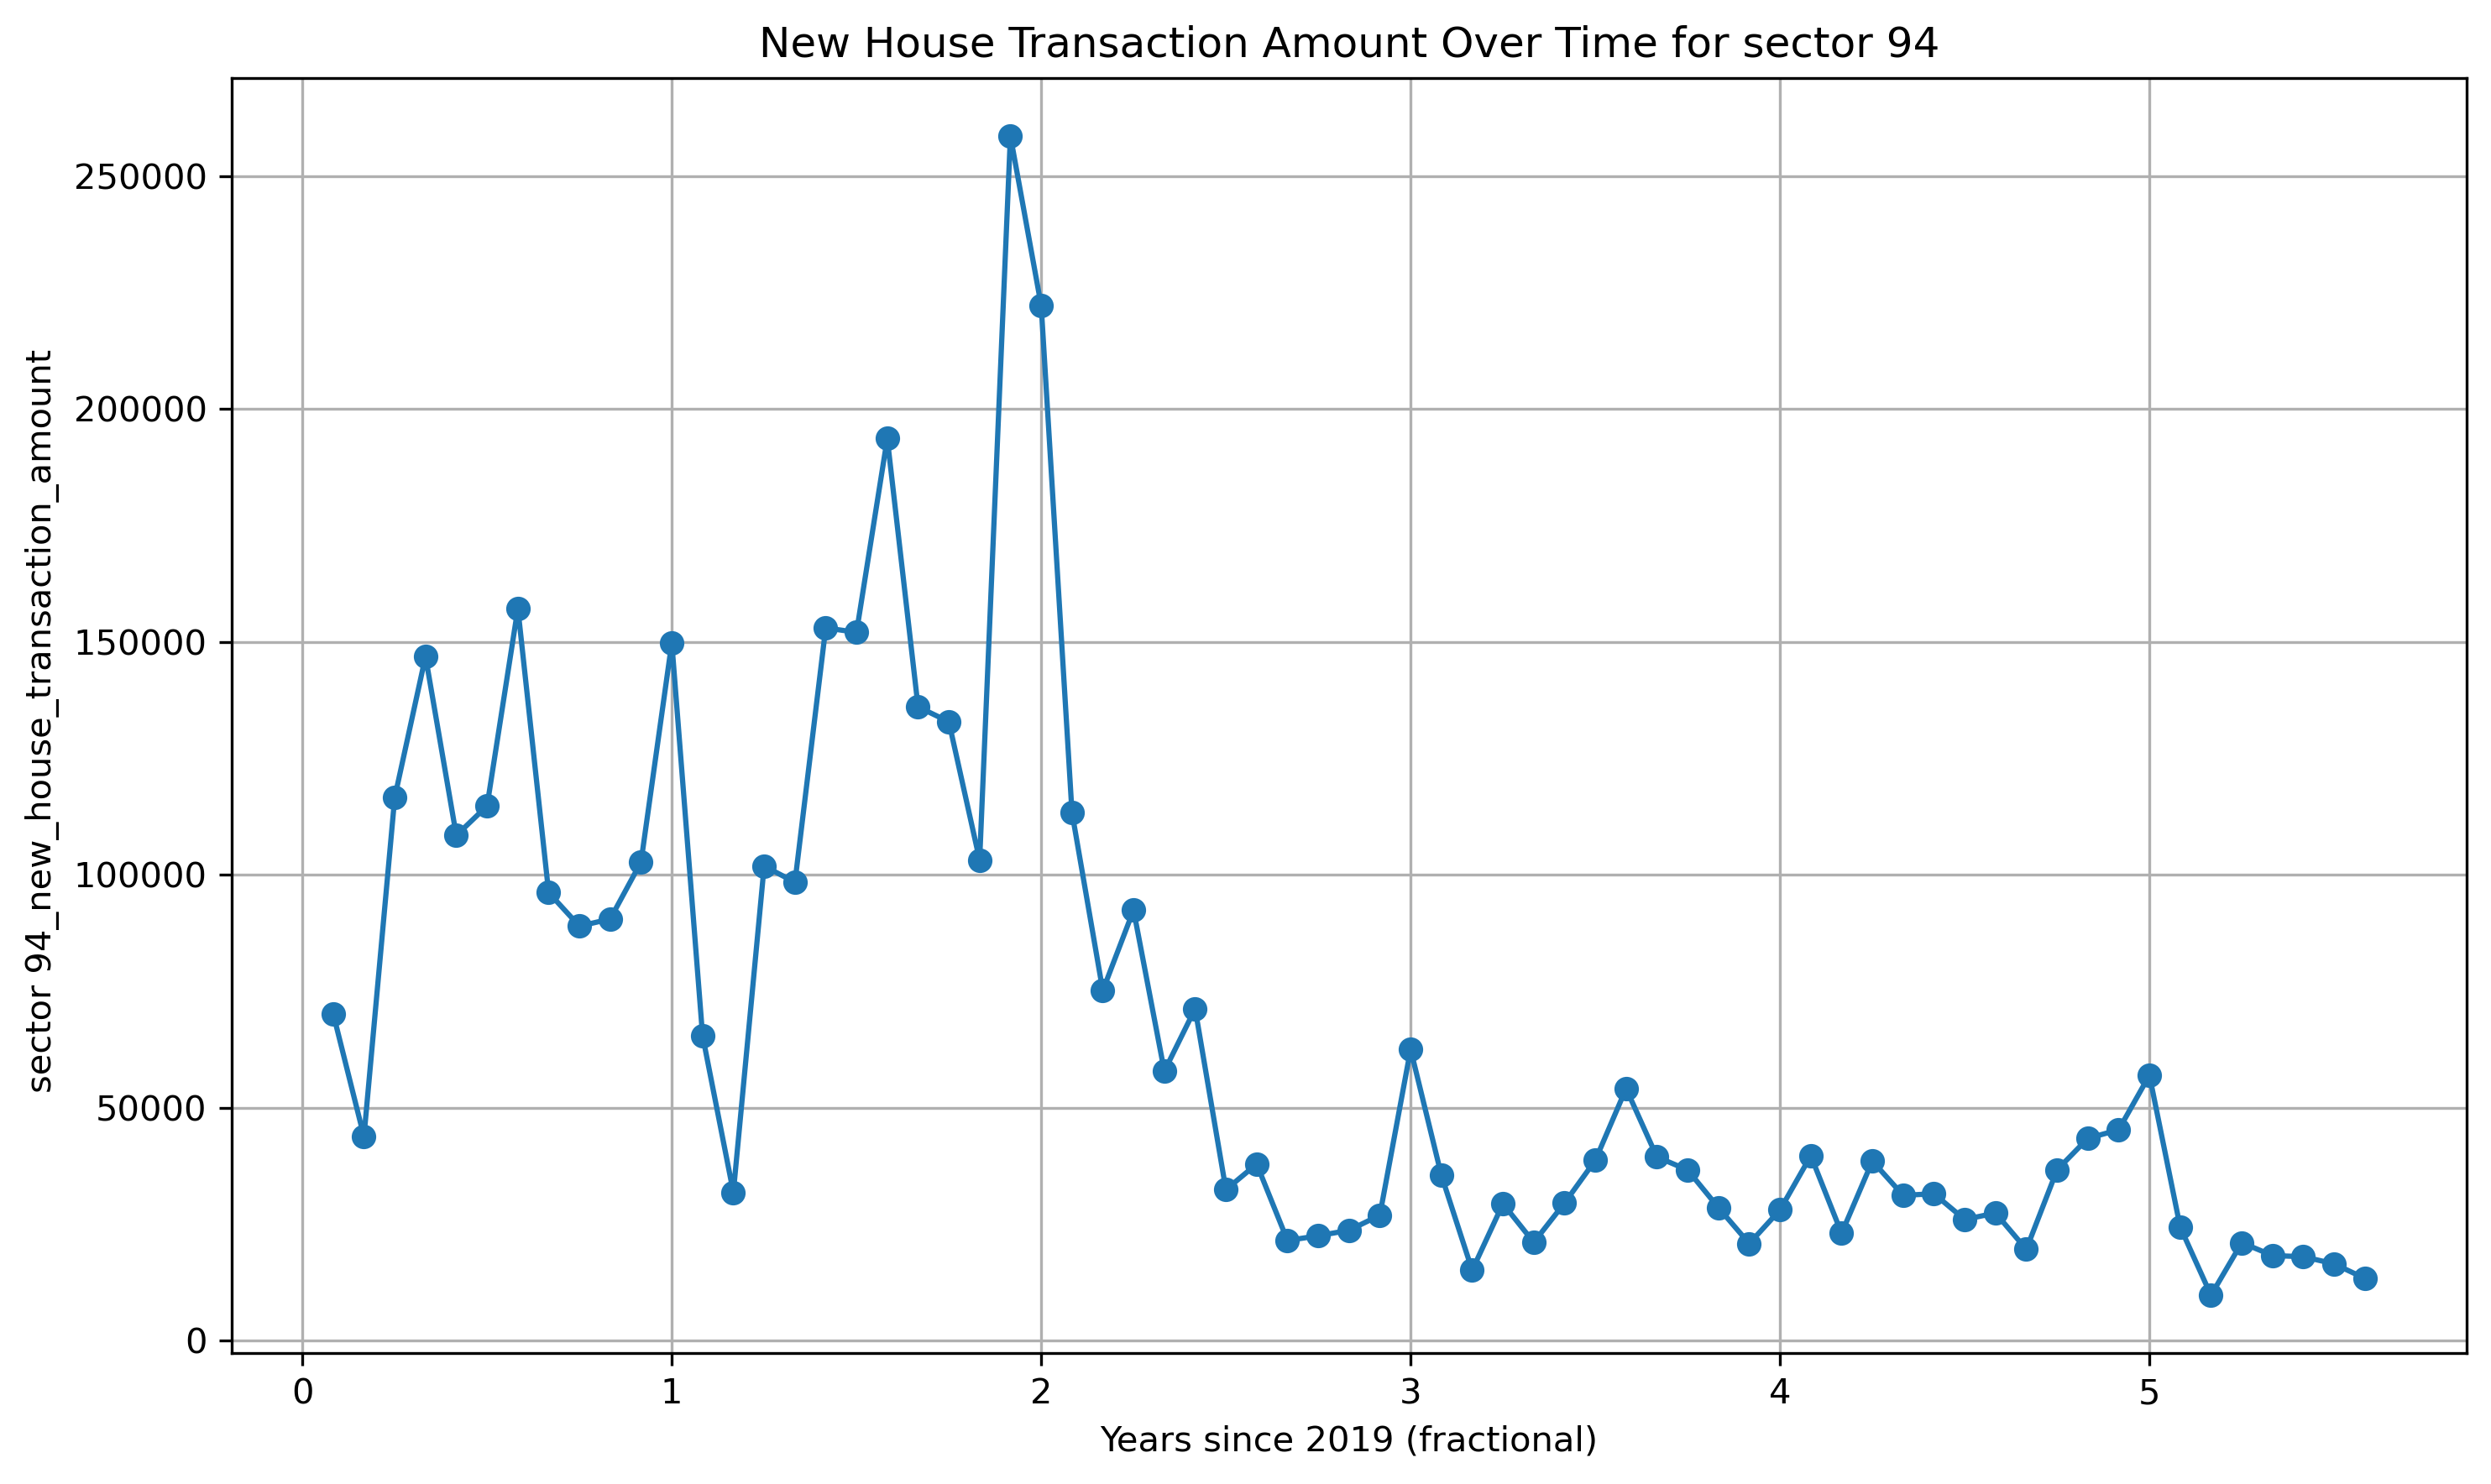 New House Transaction Amount Over Time for sector 94
sector 94_new_house_transaction_amount
250000
200000
150000
100000
50000
0
0 1 2 3 4 5
Years since 2019 (fractional)